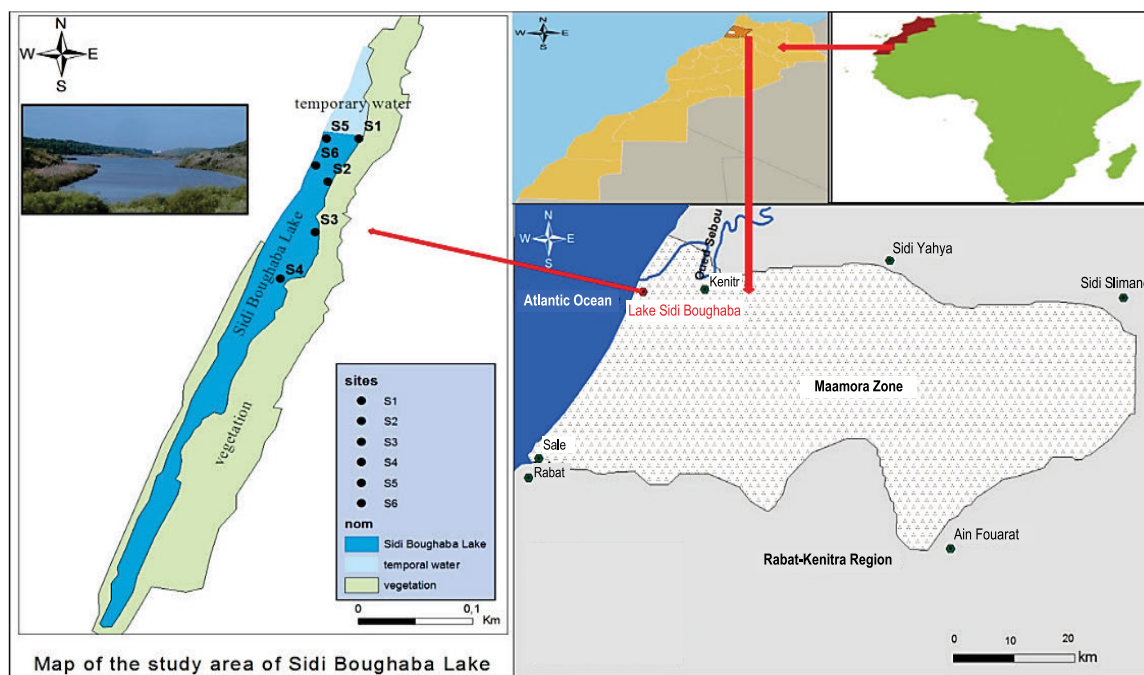 N
W E
S
temporary water
S5 S1
S6
S2
S3
S4
Sidi Boughaba Lake
vegetation
sites
S1
S2
S3
S4
S5
S6
nom
Sidi Boughaba Lake
temporal water
vegetation
0 0,1
Km
Map of the study area of Sidi Boughaba Lake
N
W E
S
N
W E
S
Oued Sebou
Sidi Yahya
Kenitr
Sidi Slimane
Atlantic Ocean
Lake Sidi Boughaba
Maamora Zone
Sale
Rabat
Ain Fouarat
Rabat-Kenitra Region
0 10 20
km